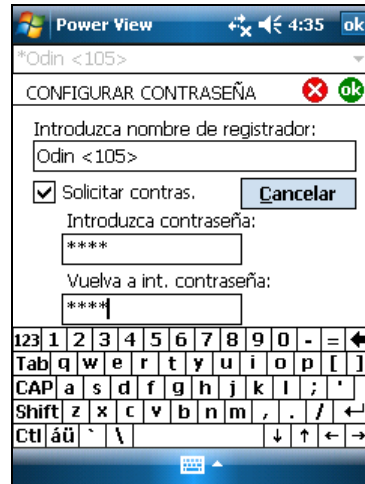 Power View 4:35 ok
*Odin <105>
CONFIGURAR CONTRASEÑA ok
Introduzca nombre de registrador:
Odin <105>
Solicitar contras. Cancelar
Introduzca contraseña:
****
Vuelva a int. contraseña:
****
123 1 2 3 4 5 6 7 8 9 0 - =
Tab q w e r t y u i o p [ ]
CAP a s d f g h j k l ; '
Shift z x c v b n m , . /
Ctl áü ` \